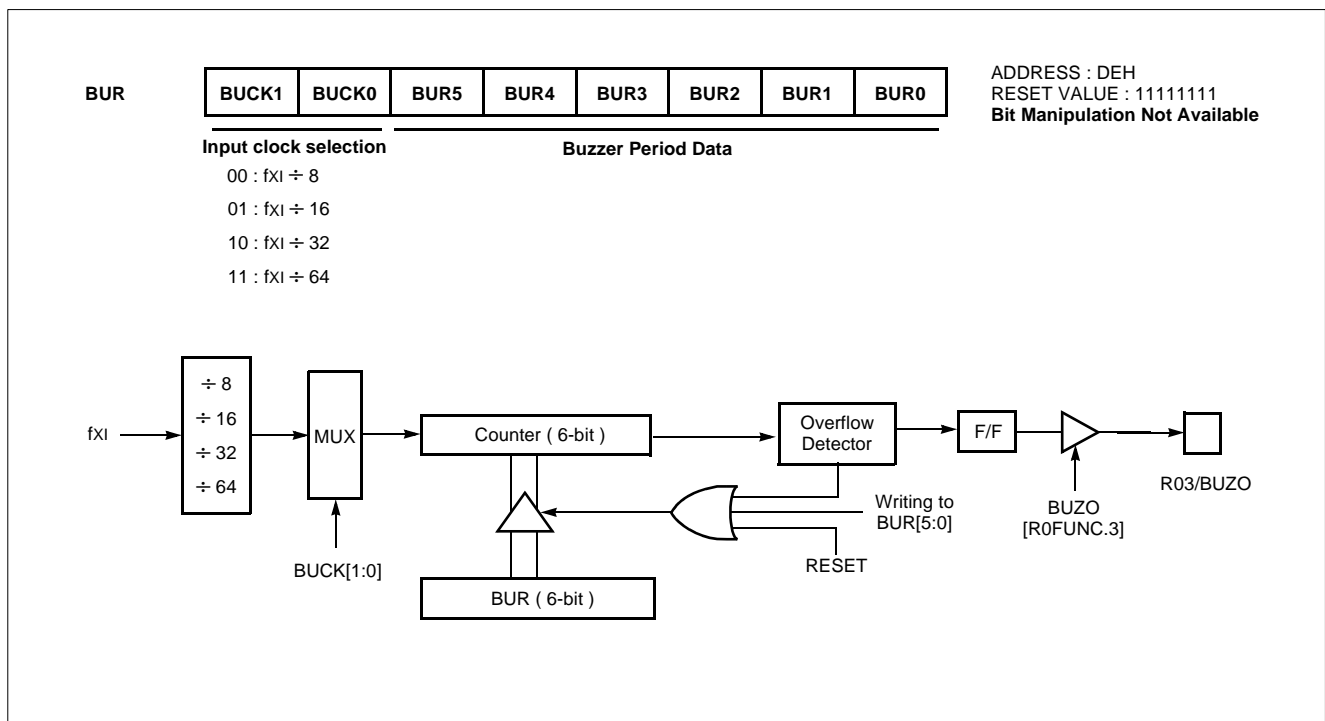 BUR
BUCK1 BUCK0 BUR5 BUR4 BUR3 BUR2 BUR1 BUR0
ADDRESS : DEH
RESET VALUE : 11111111
Bit Manipulation Not Available
Input clock selection
Buzzer Period Data
00 : fXI ÷ 8
01 : fXI ÷ 16
10 : fXI ÷ 32
11 : fXI ÷ 64
fXI
÷ 8
÷ 16
÷ 32
÷ 64
MUX
BUCK[1:0]
Counter ( 6-bit )
BUR ( 6-bit )
Overflow
Detector
Writing to
BUR[5:0]
RESET
F/F
BUZO
[R0FUNC.3]
R03/BUZO